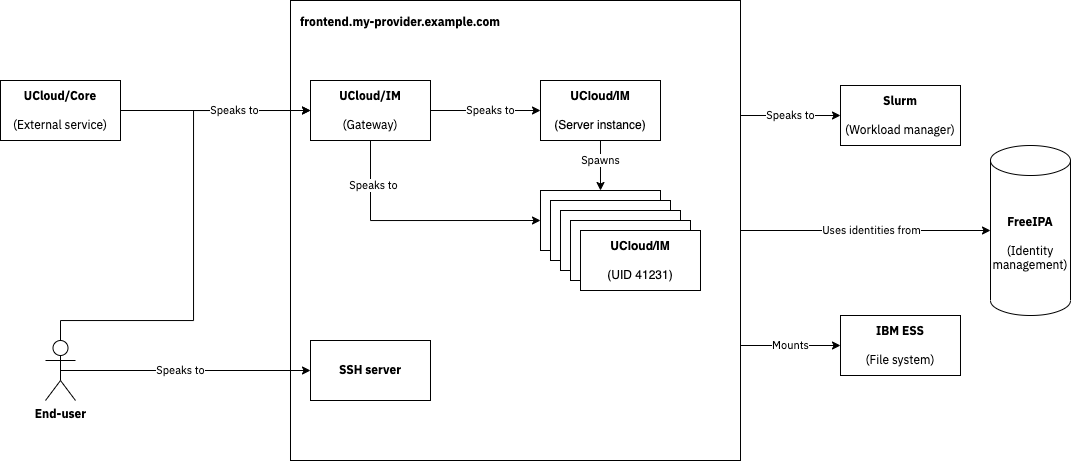 frontend.my-provider.example.com
UCloud/Core
(External service)
Speaks to
UCloud/IM
(Gateway)
Speaks to
UCloud/IM
(Server instance)
Speaks to
Slurm
(Workload manager)
Spawns
Speaks to
UCloud/IM
(UID 41231)
Uses identities from
FreeIPA
(Identity
management)
Mounts
IBM ESS
(File system)
End-user
Speaks to
SSH server